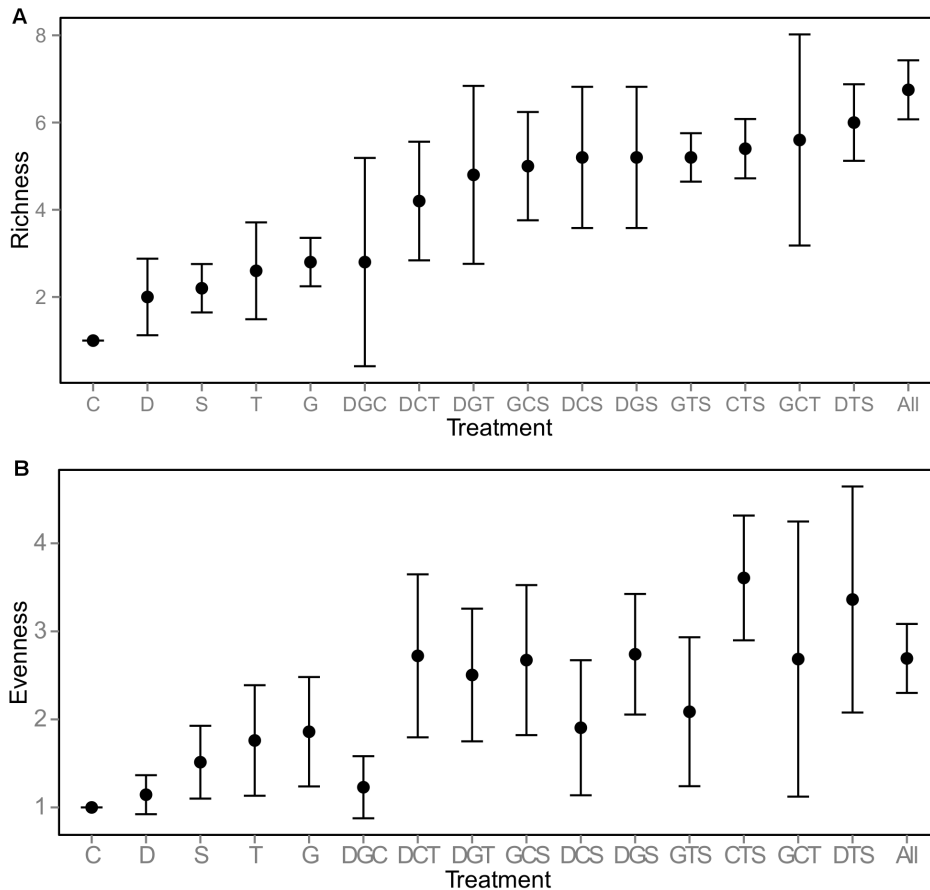 A
8
6
4
2
Richness
C D S T G DGC DCT DGT GCS DCS DGS GTS CTS GCT DTS All
Treatment
B
4
3
2
1
Evenness
C D S T G DGC DCT DGT GCS DCS DGS GTS CTS GCT DTS All
Treatment